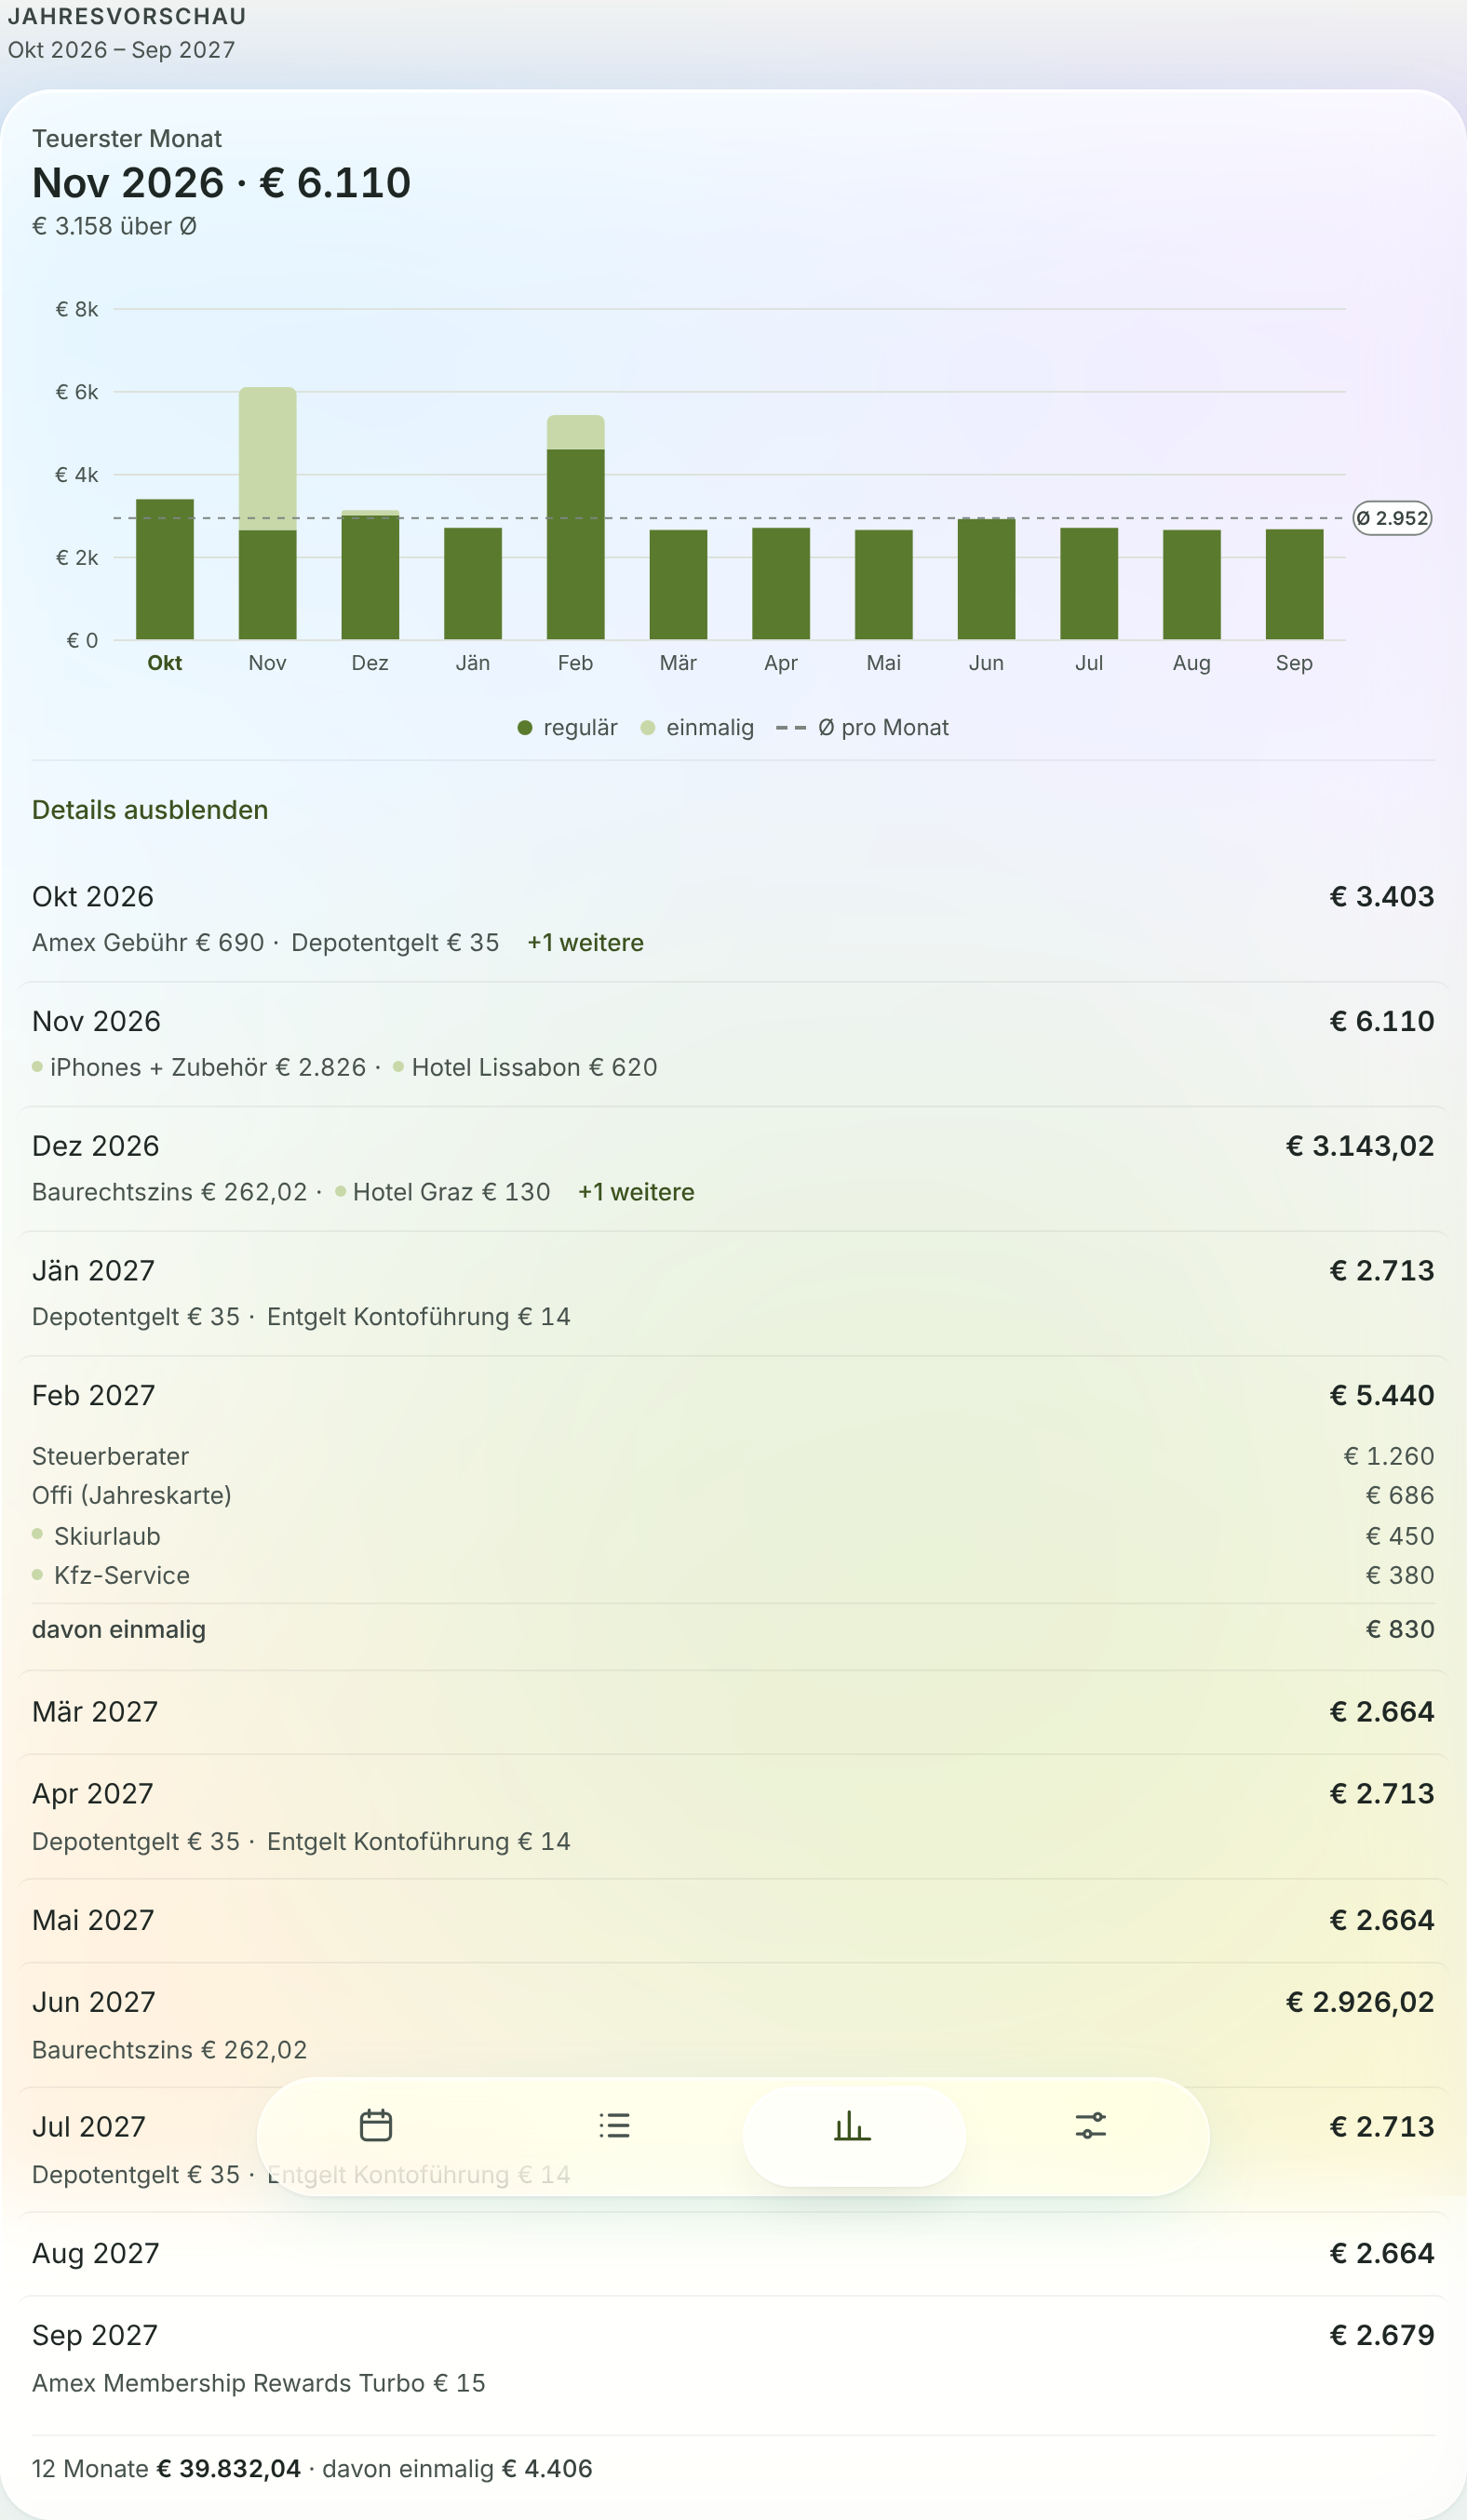 JAHRESVORSCHAU
Okt 2026 – Sep 2027
Teuerster Monat
Nov 2026 · € 6.110
€ 3.158 über Ø
€ 8k
€ 6k
€ 4k
€ 2k
€ 0
Ø 2.952
Okt Nov Dez Jän Feb Mär Apr Mai Jun Jul Aug Sep
regulär einmalig Ø pro Monat
Details ausblenden
Okt 2026 € 3.403
Amex Gebühr € 690 · Depotentgelt € 35 +1 weitere
Nov 2026 € 6.110
iPhones + Zubehör € 2.826 · Hotel Lissabon € 620
Dez 2026 € 3.143,02
Baurechtszins € 262,02 · Hotel Graz € 130 +1 weitere
Jän 2027 € 2.713
Depotentgelt € 35 · Entgelt Kontoführung € 14
Feb 2027 € 5.440
Steuerberater € 1.260
Offi (Jahreskarte) € 686
Skiurlaub € 450
Kfz-Service € 380
davon einmalig € 830
Mär 2027 € 2.664
Apr 2027 € 2.713
Depotentgelt € 35 · Entgelt Kontoführung € 14
Mai 2027 € 2.664
Jun 2027 € 2.926,02
Baurechtszins € 262,02
Jul 2027 € 2.713
Depotentgelt € 35 · Entgelt Kontoführung € 14
Aug 2027 € 2.664
Sep 2027 € 2.679
Amex Membership Rewards Turbo € 15
12 Monate € 39.832,04 · davon einmalig € 4.406